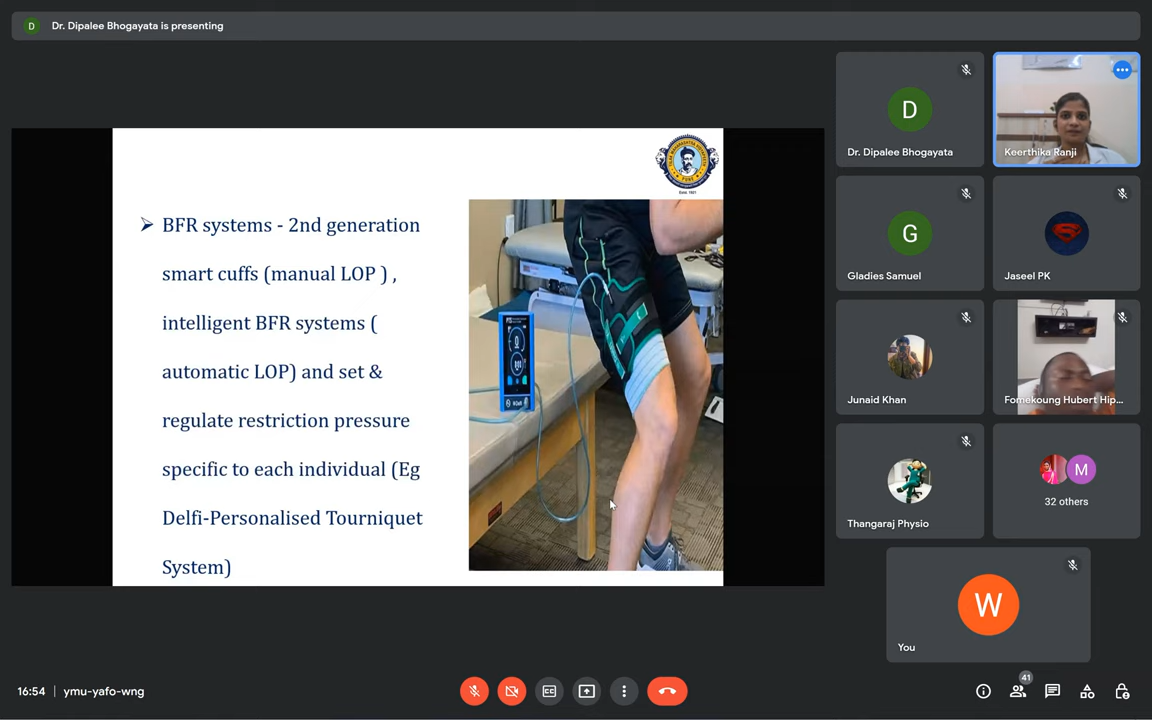 D
Dr. Dipalee Bhogayata is presenting
BFR systems - 2nd generation
smart cuffs (manual LOP ) ,
intelligent BFR systems (
automatic LOP) and set &
regulate restriction pressure
specific to each individual (Eg
Delfi-Personalised Tourniquet
System)
D
Dr. Dipalee Bhogayata
Keerthika Ranji
G
Gladies Samuel
Jaseel PK
Junaid Khan
Fomekoung Hubert Hip...
Thangaraj Physio
M
32 others
W
You
16:54 | ymu-yafo-wng
CC
41